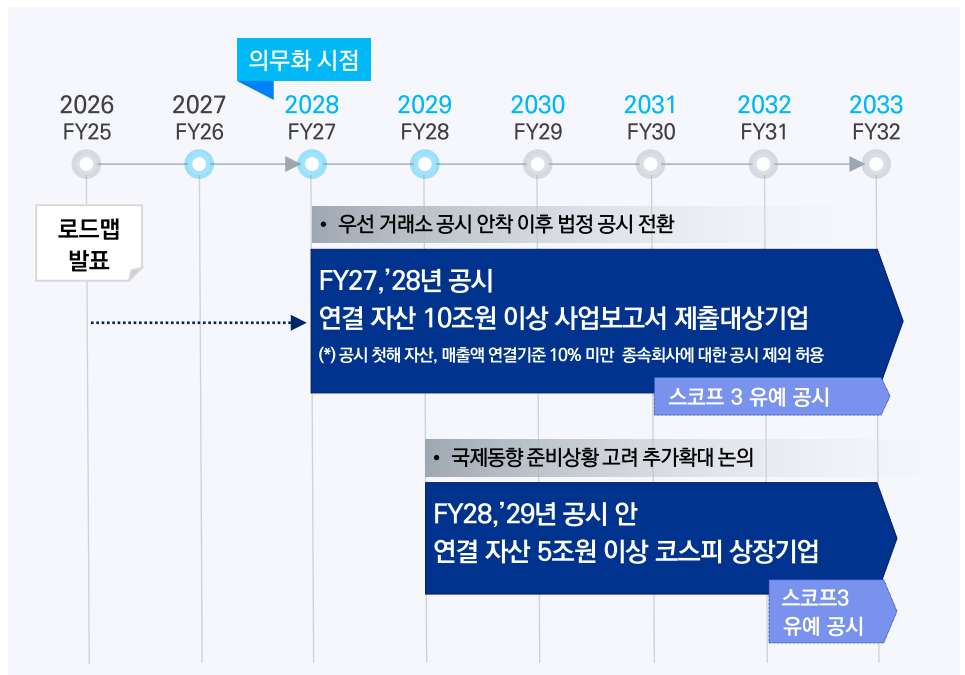 의무화 시점
2026 2027 2028 2029 2030 2031 2032 2033
FY25 FY26 FY27 FY28 FY29 FY30 FY31 FY32
로드맵
발표
• 우선 거래소 공시 안착 이후 법정 공시 전환
FY27,’28년 공시
연결 자산 10조원 이상 사업보고서 제출대상기업
(*) 공시 첫해 자산, 매출액 연결기준 10% 미만 종속회사에 대한 공시 제외 허용
스코프 3 유예 공시
• 국제동향 준비상황 고려 추가확대 논의
FY28,’29년 공시 안
연결 자산 5조원 이상 코스피 상장기업
스코프3
유예 공시